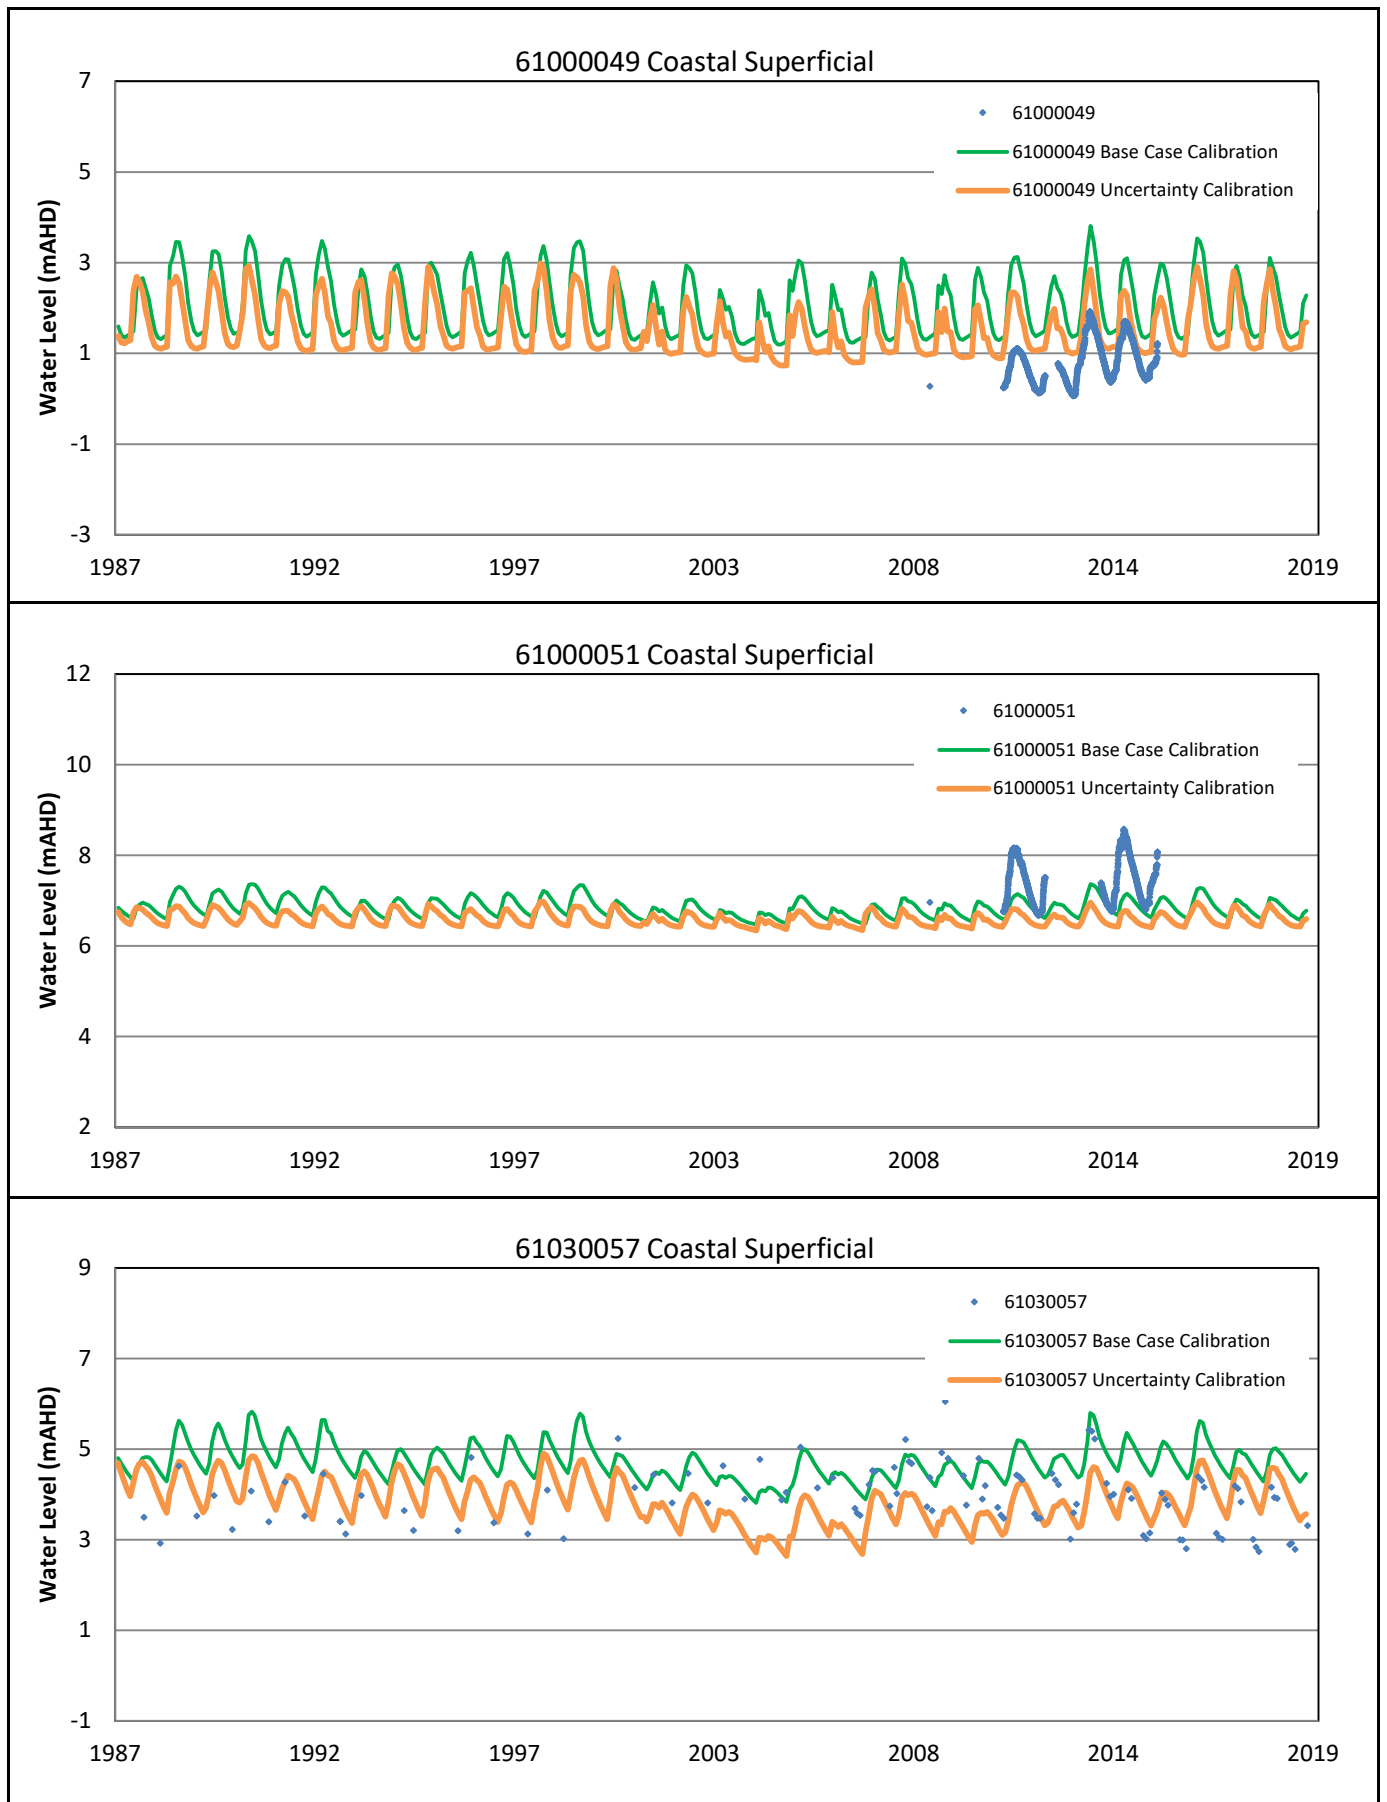 61000049 Coastal Superficial
7
5
3
1
-1
-3
Water Level (mAHD)
61000049
61000049 Base Case Calibration
61000049 Uncertainty Calibration
1987 1992 1997 2003 2008 2014 2019
61000051 Coastal Superficial
12
10
8
6
4
2
Water Level (mAHD)
61000051
61000051 Base Case Calibration
61000051 Uncertainty Calibration
1987 1992 1997 2003 2008 2014 2019
61030057 Coastal Superficial
9
7
5
3
1
-1
Water Level (mAHD)
61030057
61030057 Base Case Calibration
61030057 Uncertainty Calibration
1987 1992 1997 2003 2008 2014 2019